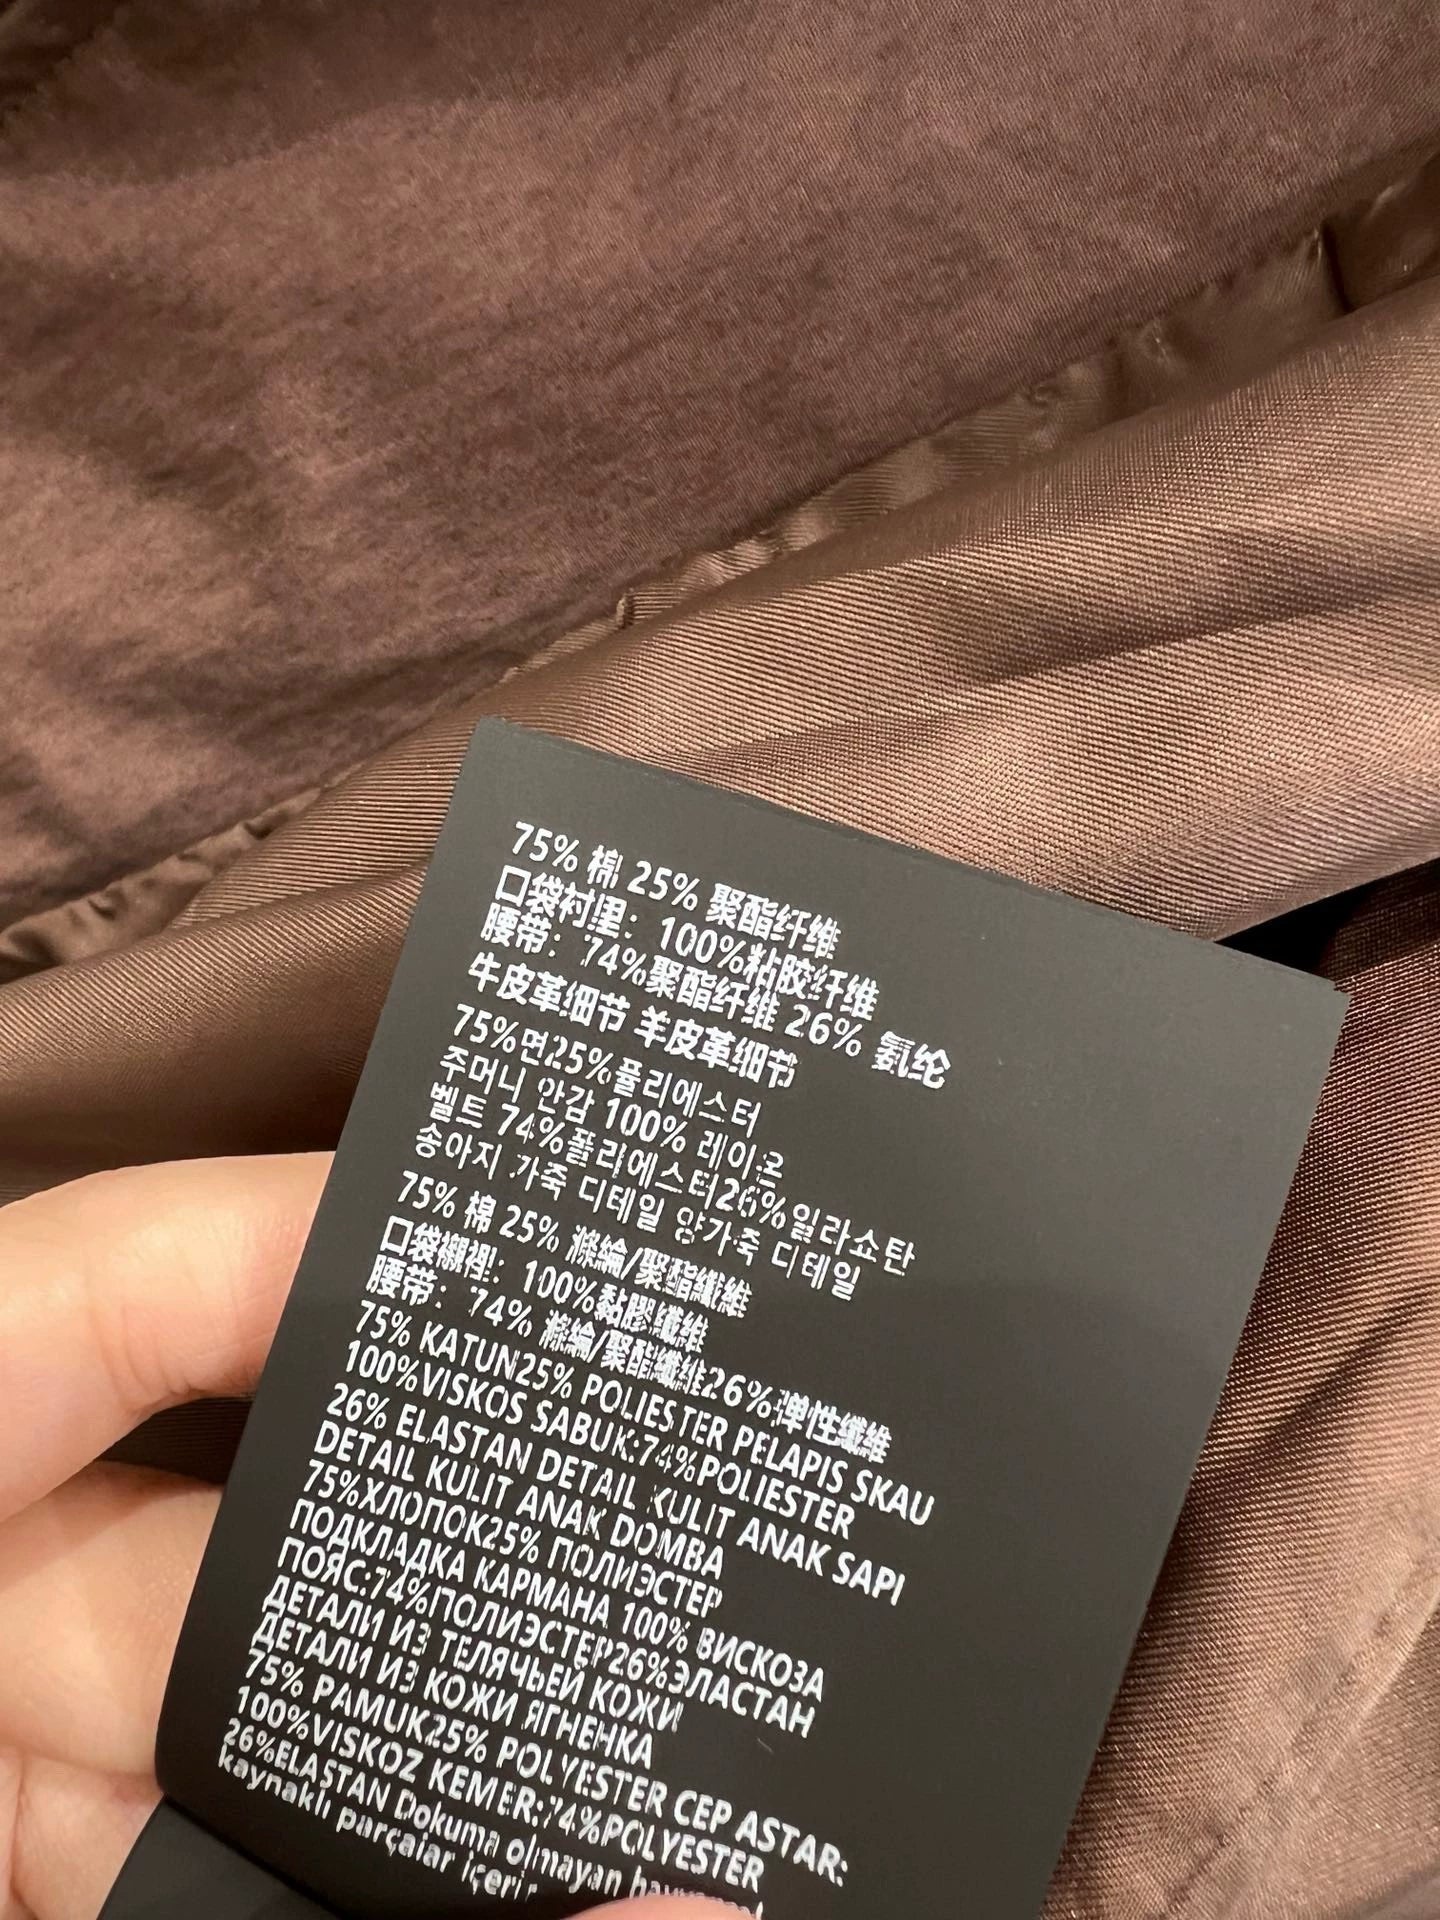 75% 棉 25% 聚酯纤维
口袋衬里：100%粘胶纤维
腰带：74%聚酯纤维 26% 氨纶
牛皮革细节 羊皮革细节
75%면25%폴리에스터
주머니 안감 100% 레이온
벨트 74%폴리에스터26%일라쇼탄
송아지 가죽 디테일 양가죽 디테일
75% 棉 25% 滌綸/聚酯纖維
口袋襯裡：100%黏膠纖維
腰带：74% 滌綸/聚酯纖維26%弹性纖維
75% KATUN25% POLIESTER PELAPIS SKAU
100%VISKOS SABUK:74%POLIESTER
26% ELASTAN DETAIL KULIT ANAK SAPI
DETAIL KULIT ANAK DOMBA
75%ХЛОПОК25% ПОЛИЭСТЕР
ПОДКЛАДКА КАРМАНА 100% ВИСКОЗА
ПОЯС:74%ПОЛИЭСТЕР26%ЭЛАСТАН
ДЕТАЛИ ИЗ ТЕЛЯЧЬЕЙ КОЖИ
ДЕТАЛИ ИЗ КОЖИ ЯГНЕНКА
75% PAMUK25% POLYESTER CEP ASTAR:
100%VISKOZ KEMER:74%POLYESTER
26%ELASTAN Dokuma olmayan
kaynaklı parçalar içerir